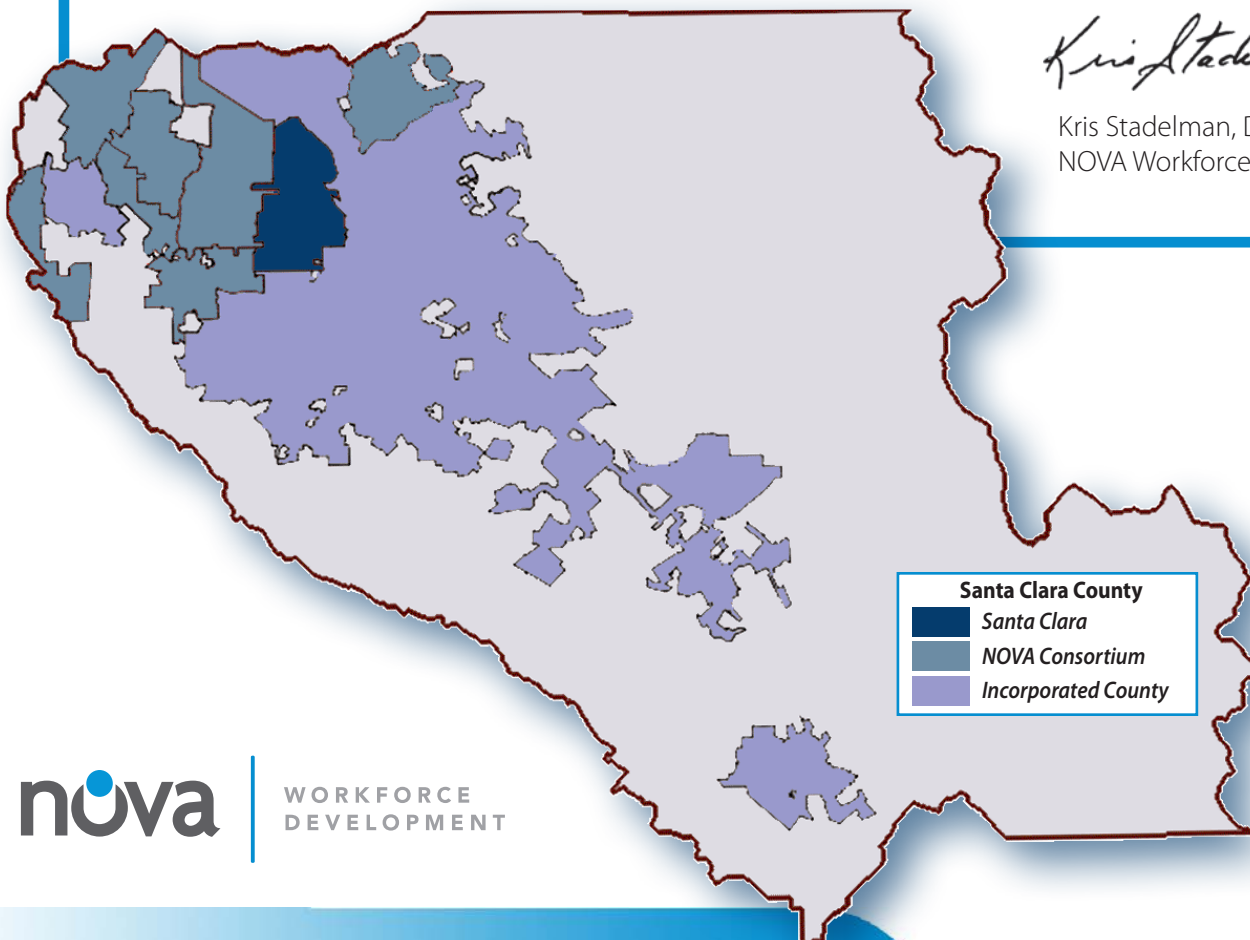 Kris Stadelman,
NOVA Workforce
Santa Clara County
Santa Clara
NOVA Consortium
Incorporated County
nova
WORKFORCE
DEVELOPMENT